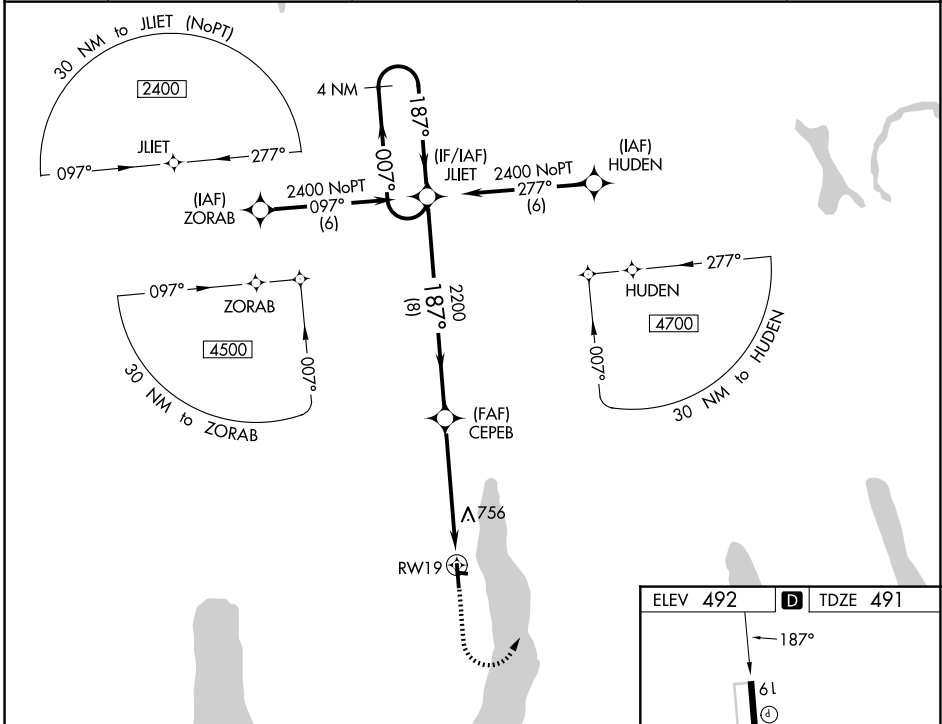 30 NM to JLIET (NoPT)
2400
JLIET
097°
277°
4 NM
187°
007°
(IF/IAF)
JLIET
(IAF)
HUDEN
2400 NoPT
277°
(6)
(IAF)
ZORAB
2400 NoPT
097°
(6)
097°
ZORAB
4500
007°
30 NM to ZORAB
2200
187°
(8)
277°
HUDEN
4700
007°
30 NM to HUDEN
(FAF)
CEPEB
756
RW19
ELEV 492 D TDZE 491
187°
19
P